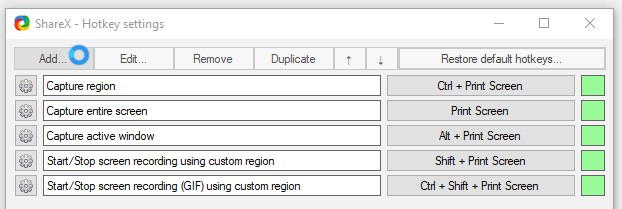 ShareX - Hotkey settings
Add... Edit... Remove Duplicate ↑ ↓ Restore default hotkeys...
Capture region Ctrl + Print Screen
Capture entire screen Print Screen
Capture active window Alt + Print Screen
Start/Stop screen recording using custom region Shift + Print Screen
Start/Stop screen recording (GIF) using custom region Ctrl + Shift + Print Screen